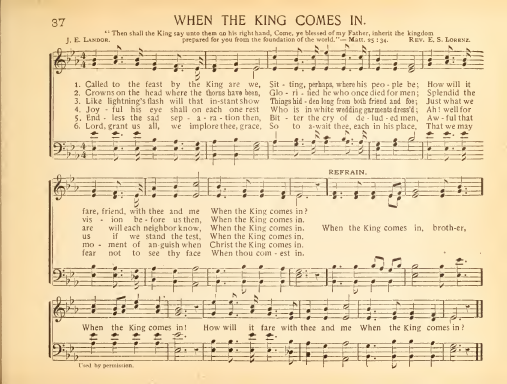 37
WHEN THE KING COMES IN.
"Then shall the King say unto them on his right hand, Come, ye blessed of my Father, inherit the kingdom
J. E. LANDOR. prepared for you from the foundation of the world."—Matt. 25:34. REV. E. S. LORENZ.
1. Called to the feast by the King are we, Sit - ting, perhaps, where his peo - ple be; How will it
2. Crowns on the head where the thorns have been, Glo - ri - fied he who once died for men; Splendid the
3. Like lightning's flash will that instant show Things hid - den long from both friend and foe; Just what we
4. Joy - ful his eye shall on each one rest Who is in white wedding garments dress'd; Ah! well for
5. End - less the sad sep - a - ra - tion then, Bit - ter the cry of de - lud - ed men, Aw - ful that
6. Lord, grant us all, we implore thee, grace, So to a-wait thee, each in his place, That we may
REFRAIN.
fare, friend, with thee and me When the King comes in?
vis - ion be - fore us then, When the King comes in.
are will each neighbor know, When the King comes in. When the King comes in, broth-er,
us if we stand the test, When the King comes in.
mo - ment of an-guish when Christ the King comes in.
fear not to see thy face When thou com - est in.
When the King comes in! How will it fare with thee and me When the King comes in?
Used by permission.